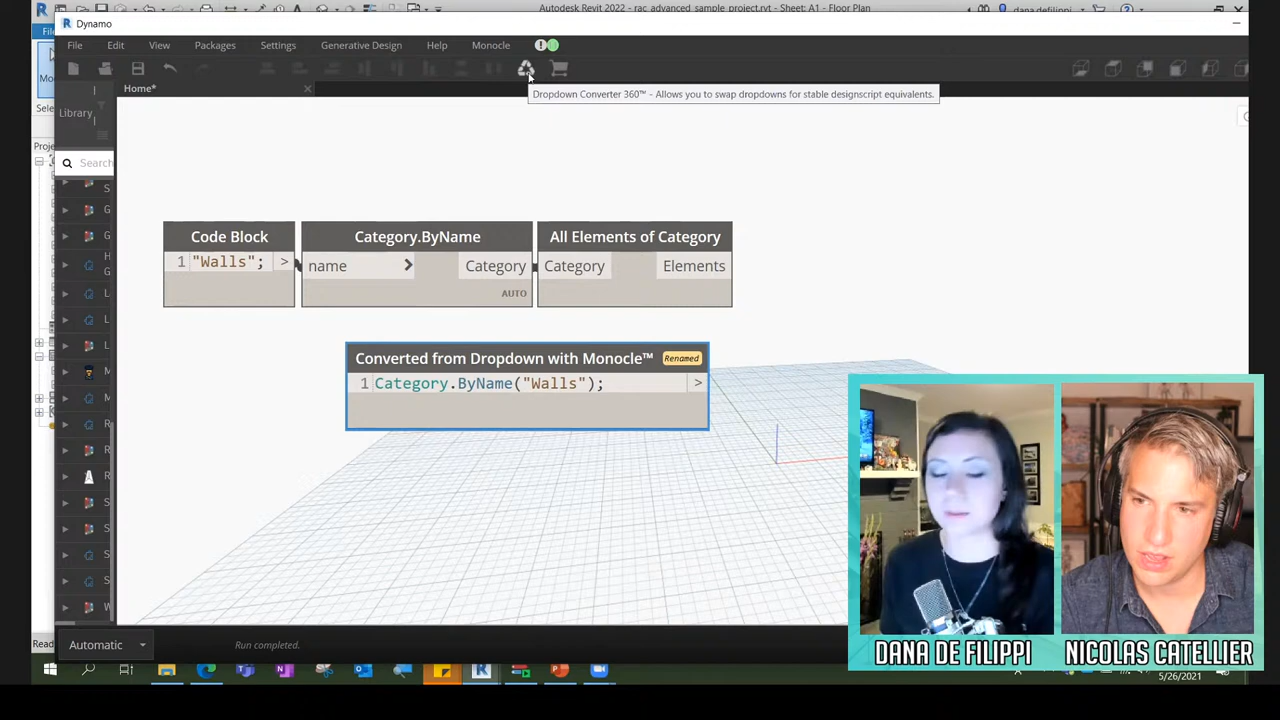 Autodesk Revit 2022 - rac_advanced_sample_project.rvt - Sheet: A1 - Floor Plan
dana.defilippi
Dynamo
File
Edit
View
Packages
Settings
Generative Design
Help
Monocle
Home*
Dropdown Converter 360™ - Allows you to swap dropdowns for stable designscript equivalents.
Library
Search
Code Block
1 "Walls"; >
Category.ByName
name >
Category
AUTO
All Elements of Category
Category
Elements
Converted from Dropdown with Monocle™
Renamed
1 Category.ByName("Walls"); >
Automatic
Run completed.
DANA DE FILIPPI
NICOLAS CATELLIER
5/26/2021